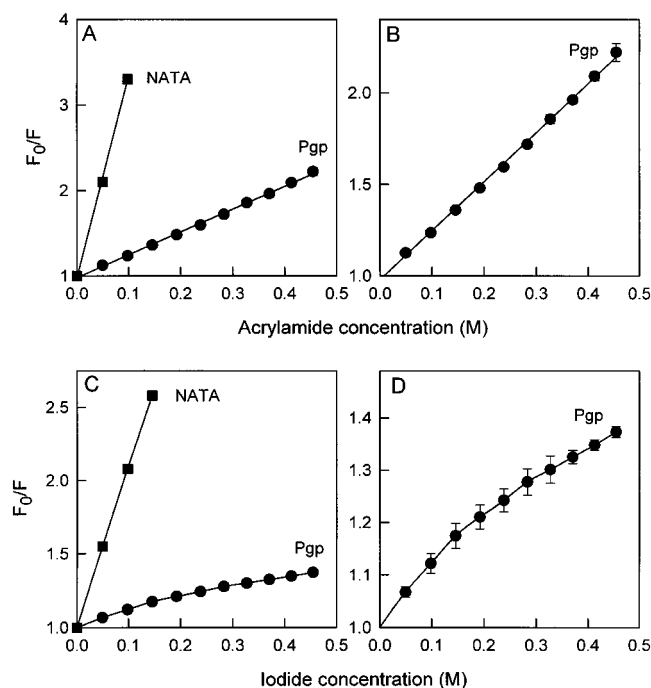 A
B
4
3
2
1
F₀/F
NATA
Pgp
0.0 0.1 0.2 0.3 0.4 0.5
2.0
1.5
1.0
Pgp
0.0 0.1 0.2 0.3 0.4 0.5
Acrylamide concentration (M)
C
D
2.5
2.0
1.5
1.0
F₀/F
NATA
Pgp
0.0 0.1 0.2 0.3 0.4 0.5
1.4
1.3
1.2
1.1
1.0
Pgp
0.0 0.1 0.2 0.3 0.4 0.5
Iodide concentration (M)